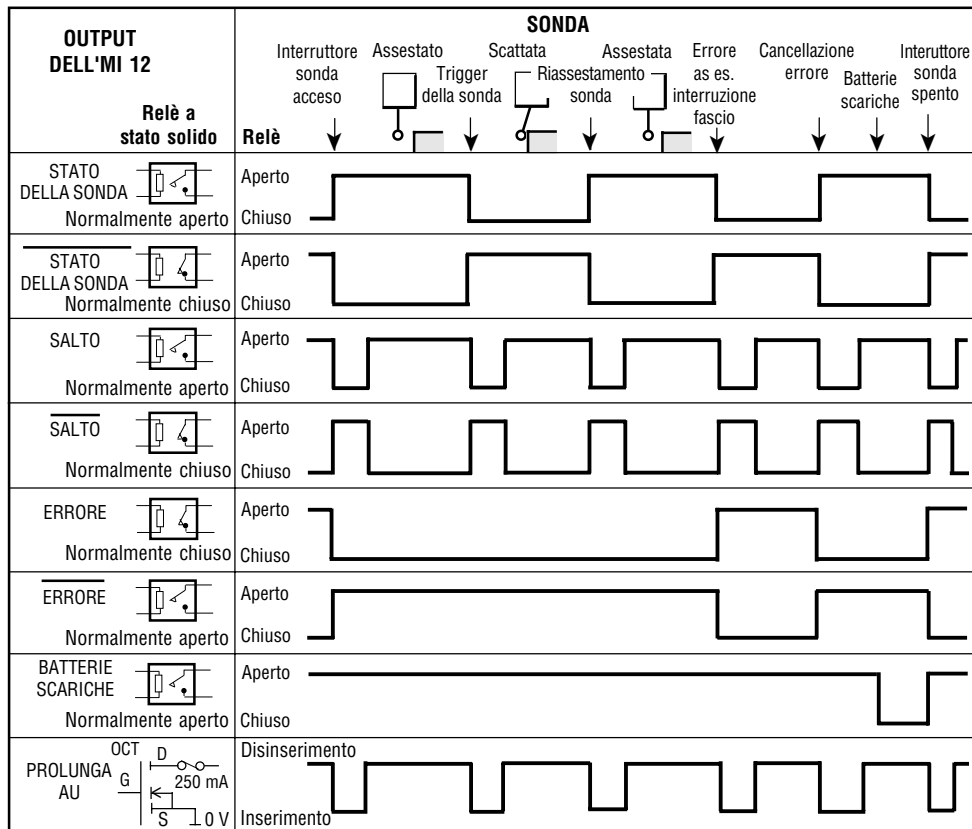 OUTPUT
DELL'MI 12
Relè a
stato solido
SONDA
Interruttore
sonda
acceso
Assestato
Trigger
della sonda
Scattata
Riassestamento
sonda
Assestata
Errore
as es.
interruzione
fascio
Cancellazione
errore
Batterie
scariche
Interuttore
sonda
spento
Relè
STATO
DELLA SONDA
Normalmente aperto
Aperto
Chiuso
STATO
DELLA SONDA
Normalmente chiuso
Aperto
Chiuso
SALTO
Normalmente aperto
Aperto
Chiuso
SALTO
Normalmente chiuso
Aperto
Chiuso
ERRORE
Normalmente chiuso
Aperto
Chiuso
ERRORE
Normalmente aperto
Aperto
Chiuso
BATTERIE
SCARICHE
Normalmente aperto
Aperto
Chiuso
PROLUNGA
AU
OCT
D
G
250 mA
S
0 V
Disinserimento
Inserimento